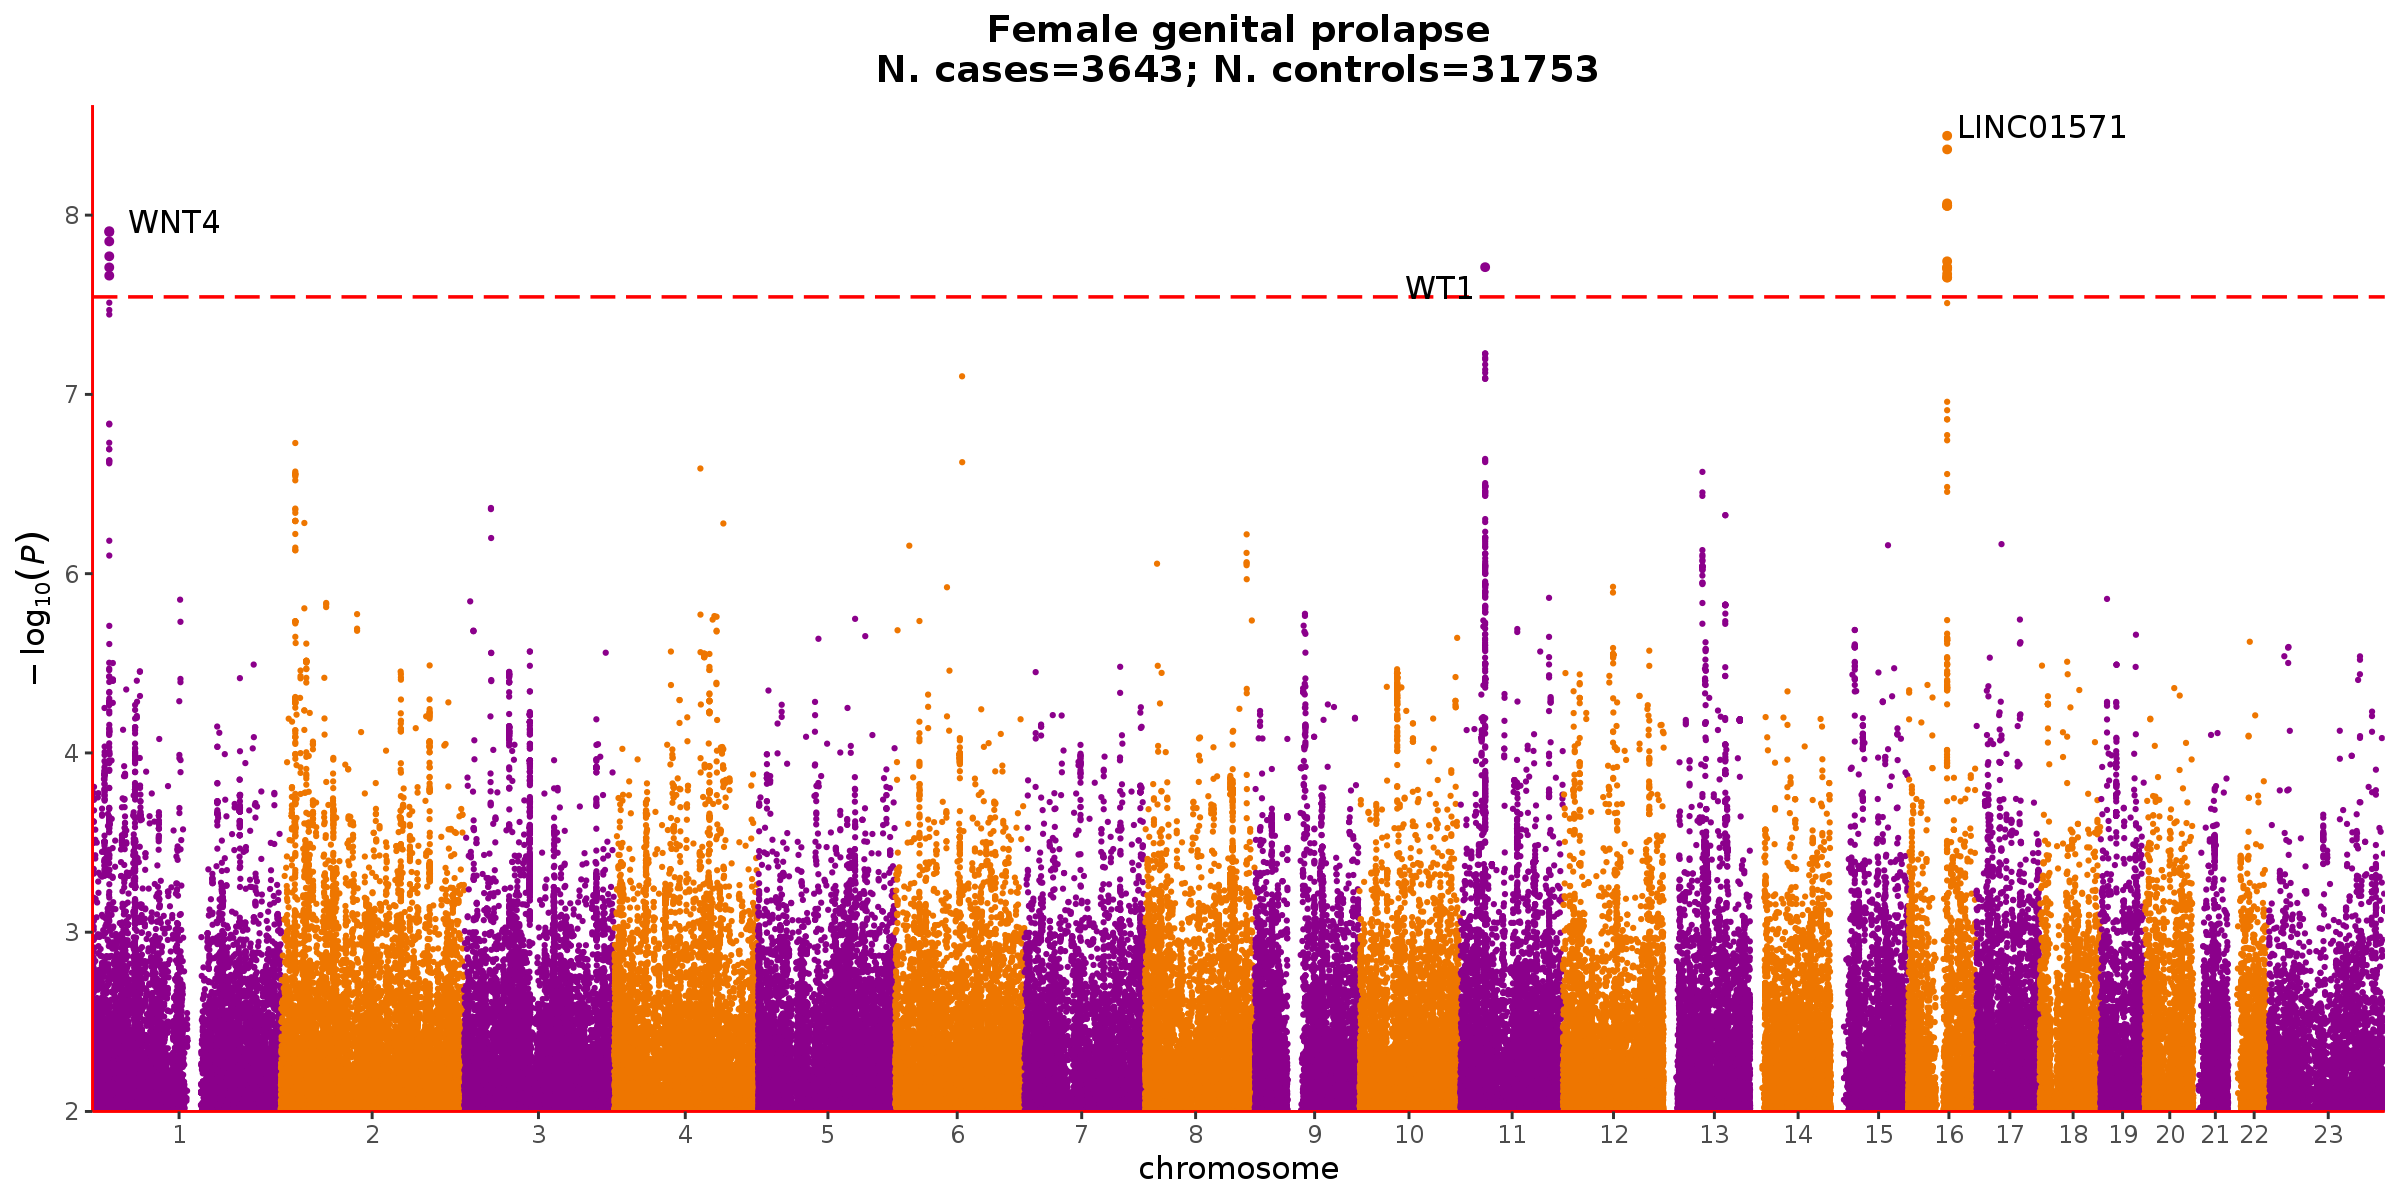 Female genital prolapse
N. cases=3643; N. controls=31753
LINC01571
WNT4
WT1
8
7
6
5
4
3
2
−log₁₀(P)
1 2 3 4 5 6 7 8 9 10 11 12 13 14 15 16 17 18 19 20 21 22 23
chromosome